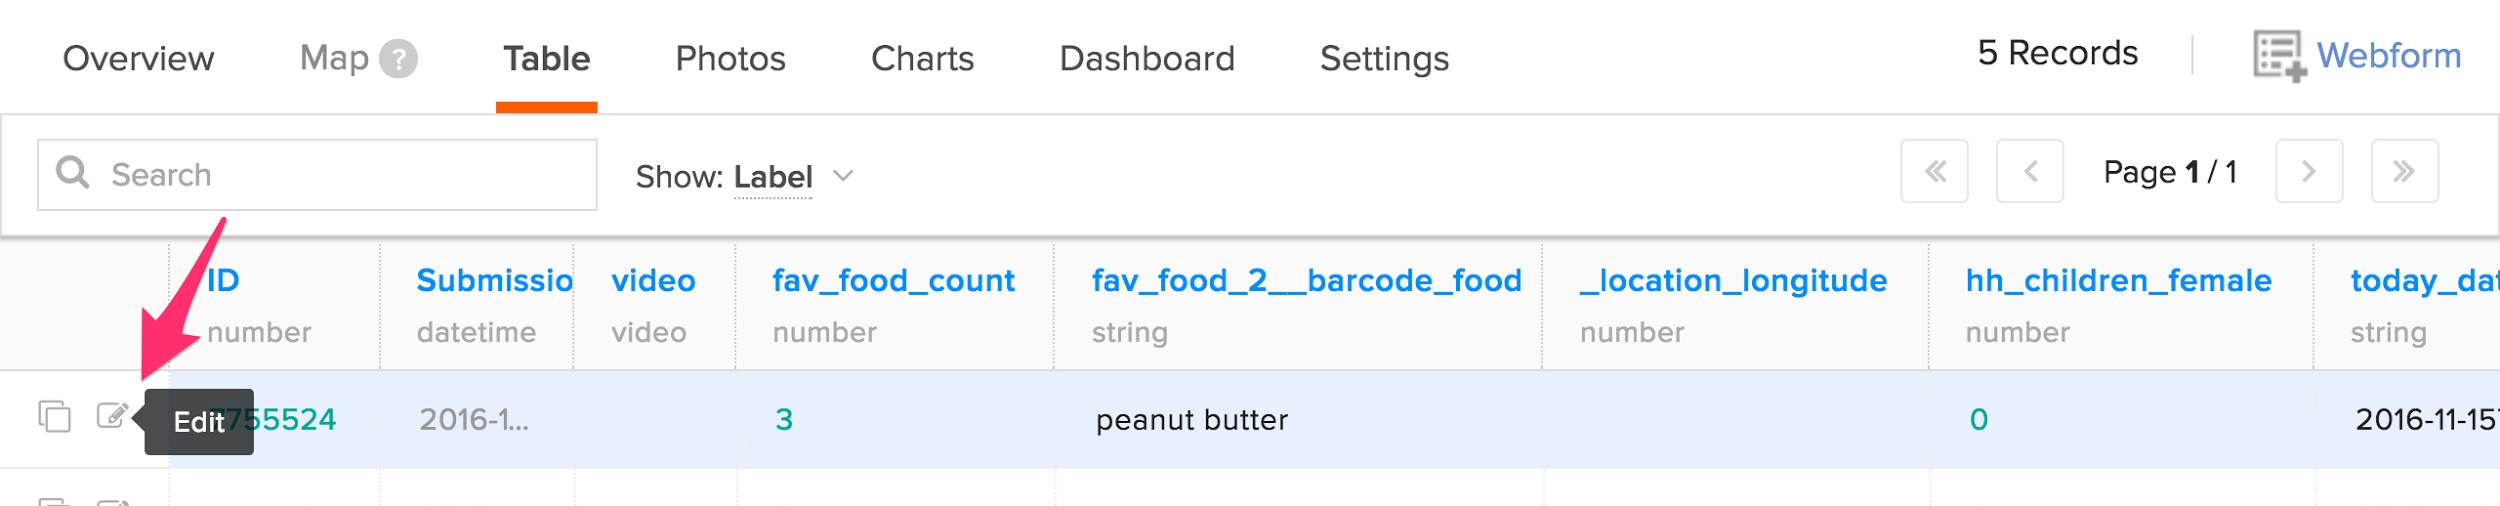 Overview Map ? Table Photos Charts Dashboard Settings 5 Records Webform
Search Show: Label Page 1 / 1
ID Submissio video fav_food_count fav_food_2__barcode_food _location_longitude hh_children_female today_dat
number datetime video number string number number string
Edit 755524 2016-1... 3 peanut butter 0 2016-11-15